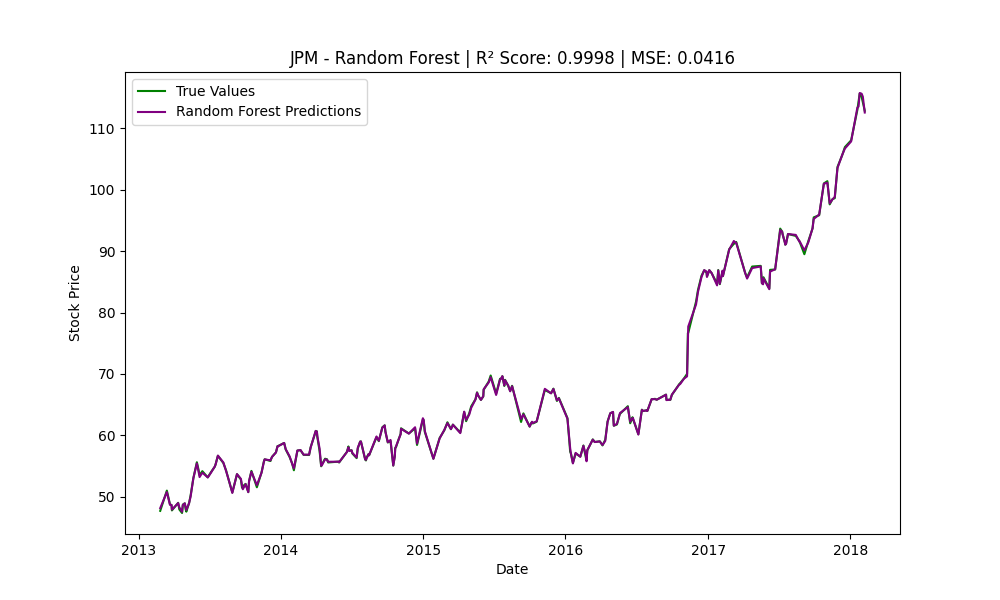 JPM - Random Forest | R² Score: 0.9998 | MSE: 0.0416
True Values
Random Forest Predictions
Stock Price
110
100
90
80
70
60
50
2013 2014 2015 2016 2017 2018
Date